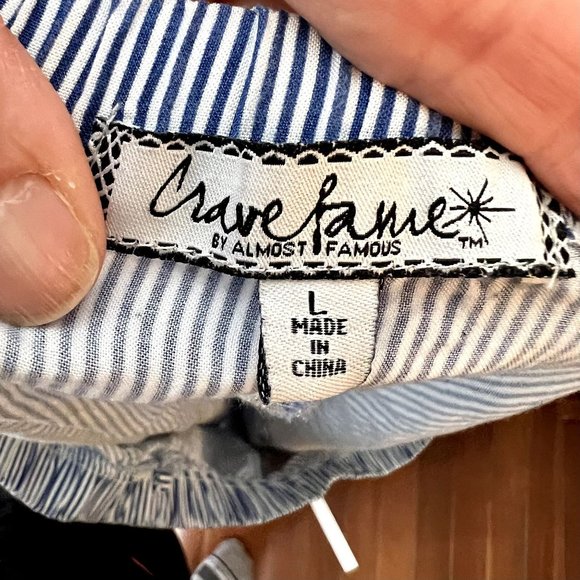 Crave fame
BY ALMOST FAMOUS ™
L
MADE
IN
CHINA